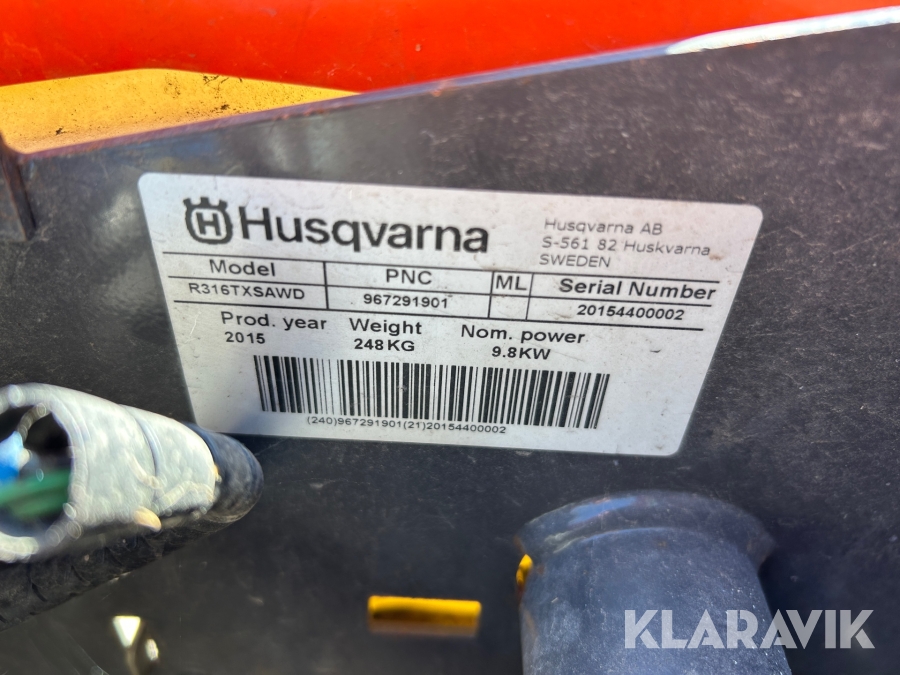 H Husqvarna
Husqvarna AB
S-561 82 Huskvarna
SWEDEN
Model PNC ML Serial Number
R316TXSAWD 967291901 20154400002
Prod. year Weight Nom. power
2015 248KG 9.8KW
(240)967291901(21)20154400002
KLARAVIK